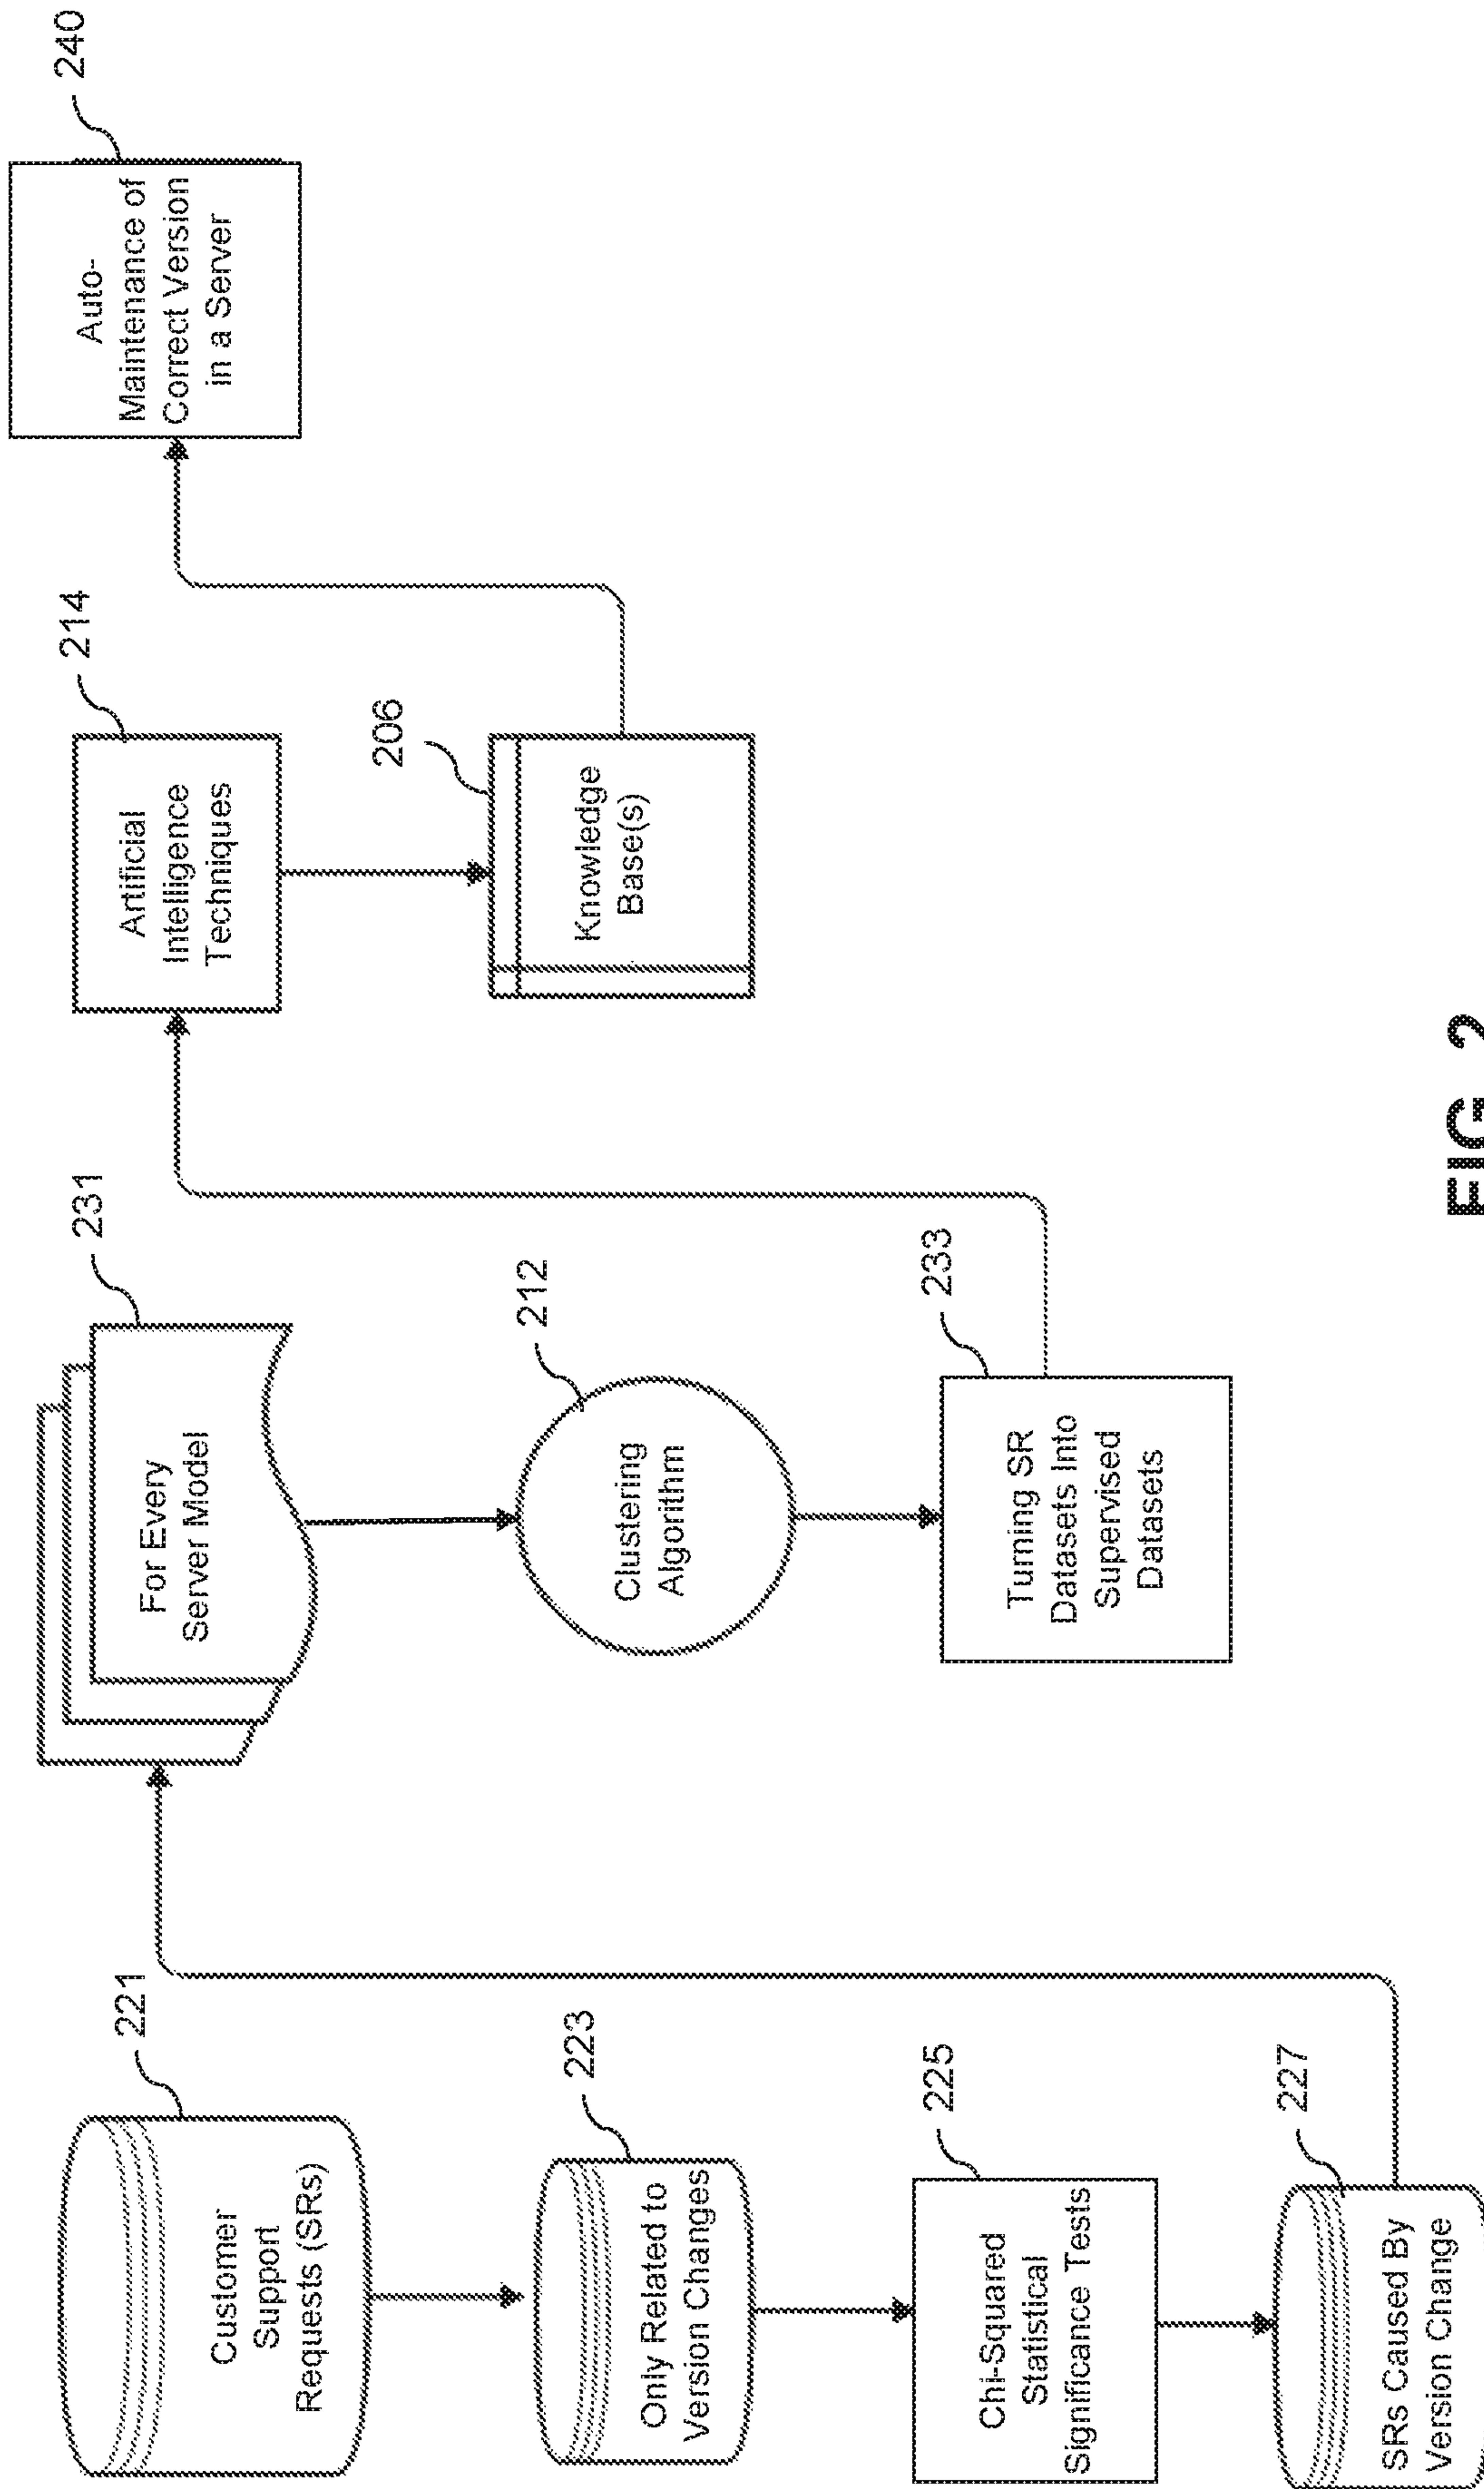 221
Customer
Support
Requests (SRs)
223
Only Related to
Version Changes
225
Chi-Squared
Statistical
Significance Tests
227
SRs Caused By
Version Change
231
For Every
Server Model
212
Clustering
Algorithm
233
Turning SR
Datasets Into
Supervised
Datasets
214
Artificial
Intelligence
Techniques
206
Knowledge
Base(s)
240
Auto-
Maintenance of
Correct Version
in a Server
FIG. 2